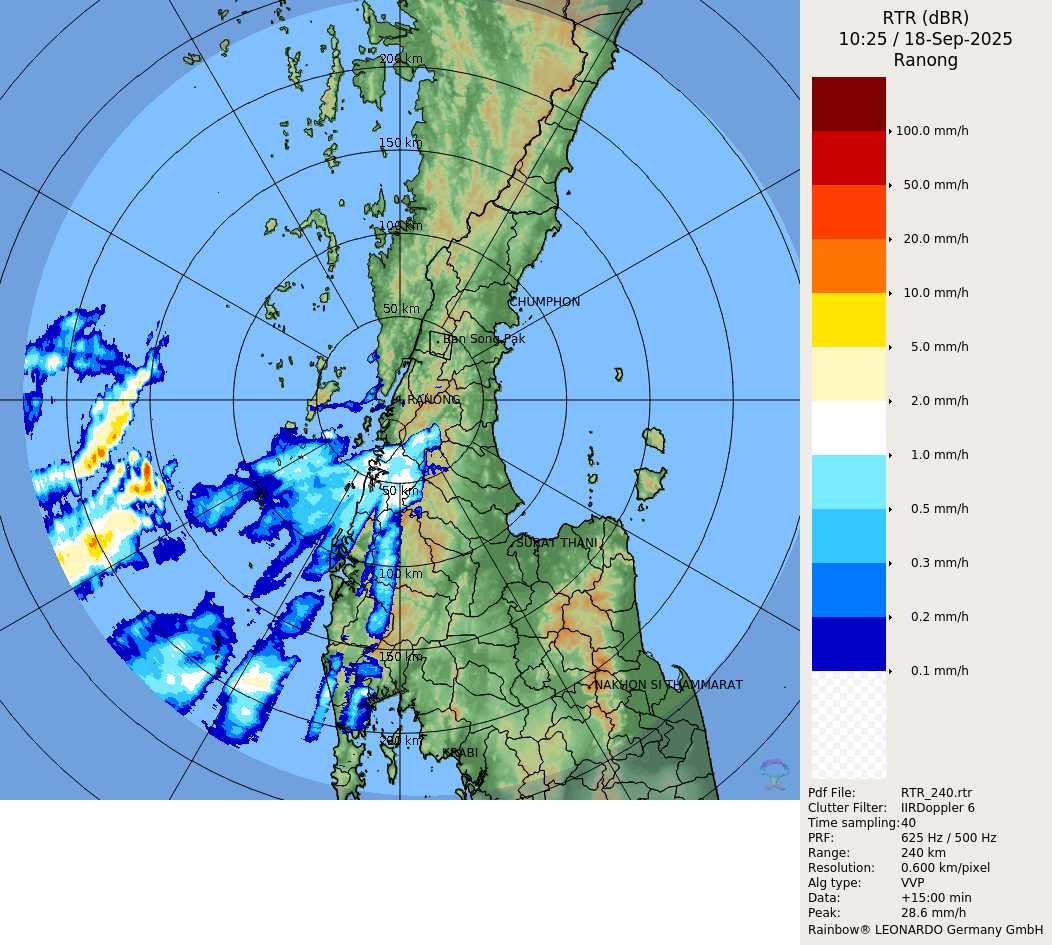 RTR (dBR)
10:25 / 18-Sep-2025
Ranong
200 km
150 km
100 km
50 km
CHUMPHON
Ban Song Pak
RANONG
50 km
SURAT THANI
100 km
150 km
NAKHON SI THAMMARAT
200 km
KRABI
100.0 mm/h
50.0 mm/h
20.0 mm/h
10.0 mm/h
5.0 mm/h
2.0 mm/h
1.0 mm/h
0.5 mm/h
0.3 mm/h
0.2 mm/h
0.1 mm/h
Pdf File: RTR_240.rtr
Clutter Filter: IIRDoppler 6
Time sampling:40
PRF: 625 Hz / 500 Hz
Range: 240 km
Resolution: 0.600 km/pixel
Alg type: VVP
Data: +15:00 min
Peak: 28.6 mm/h
Rainbow® LEONARDO Germany GmbH